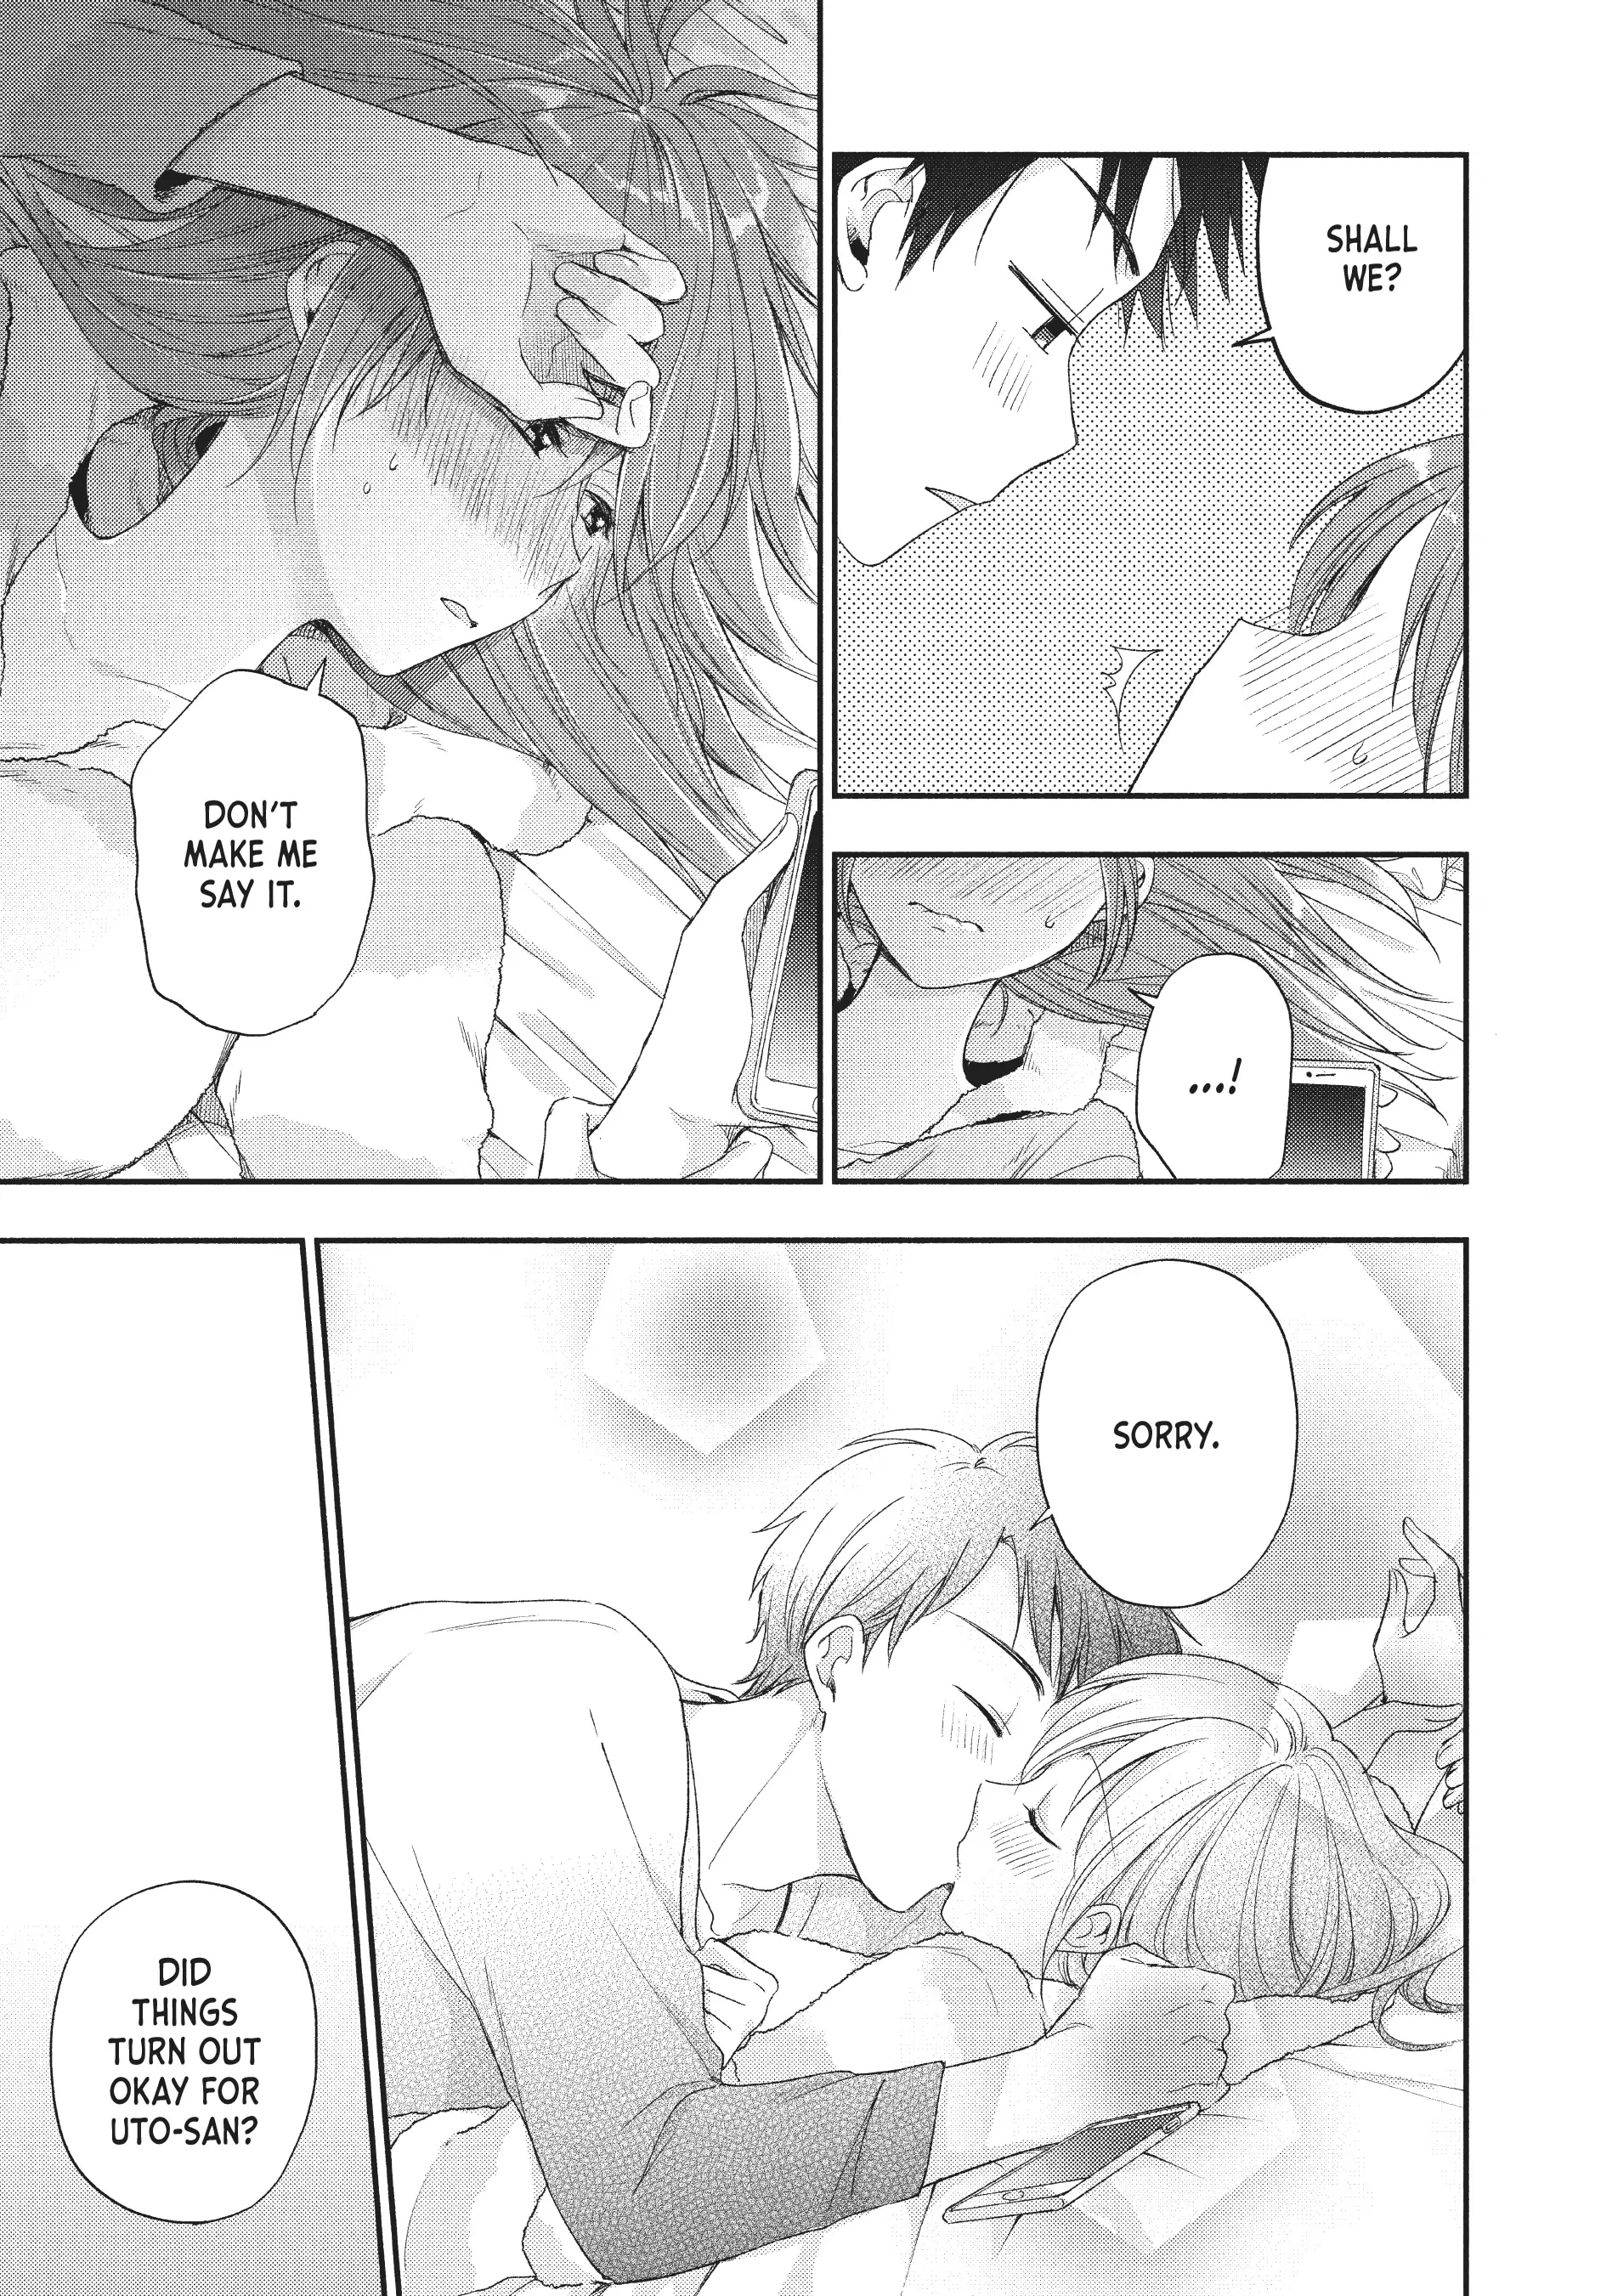 SHALL
WE?
...!
DON'T
MAKE ME
SAY IT.
SORRY.
DID
THINGS
TURN OUT
OKAY FOR
UTO-SAN?